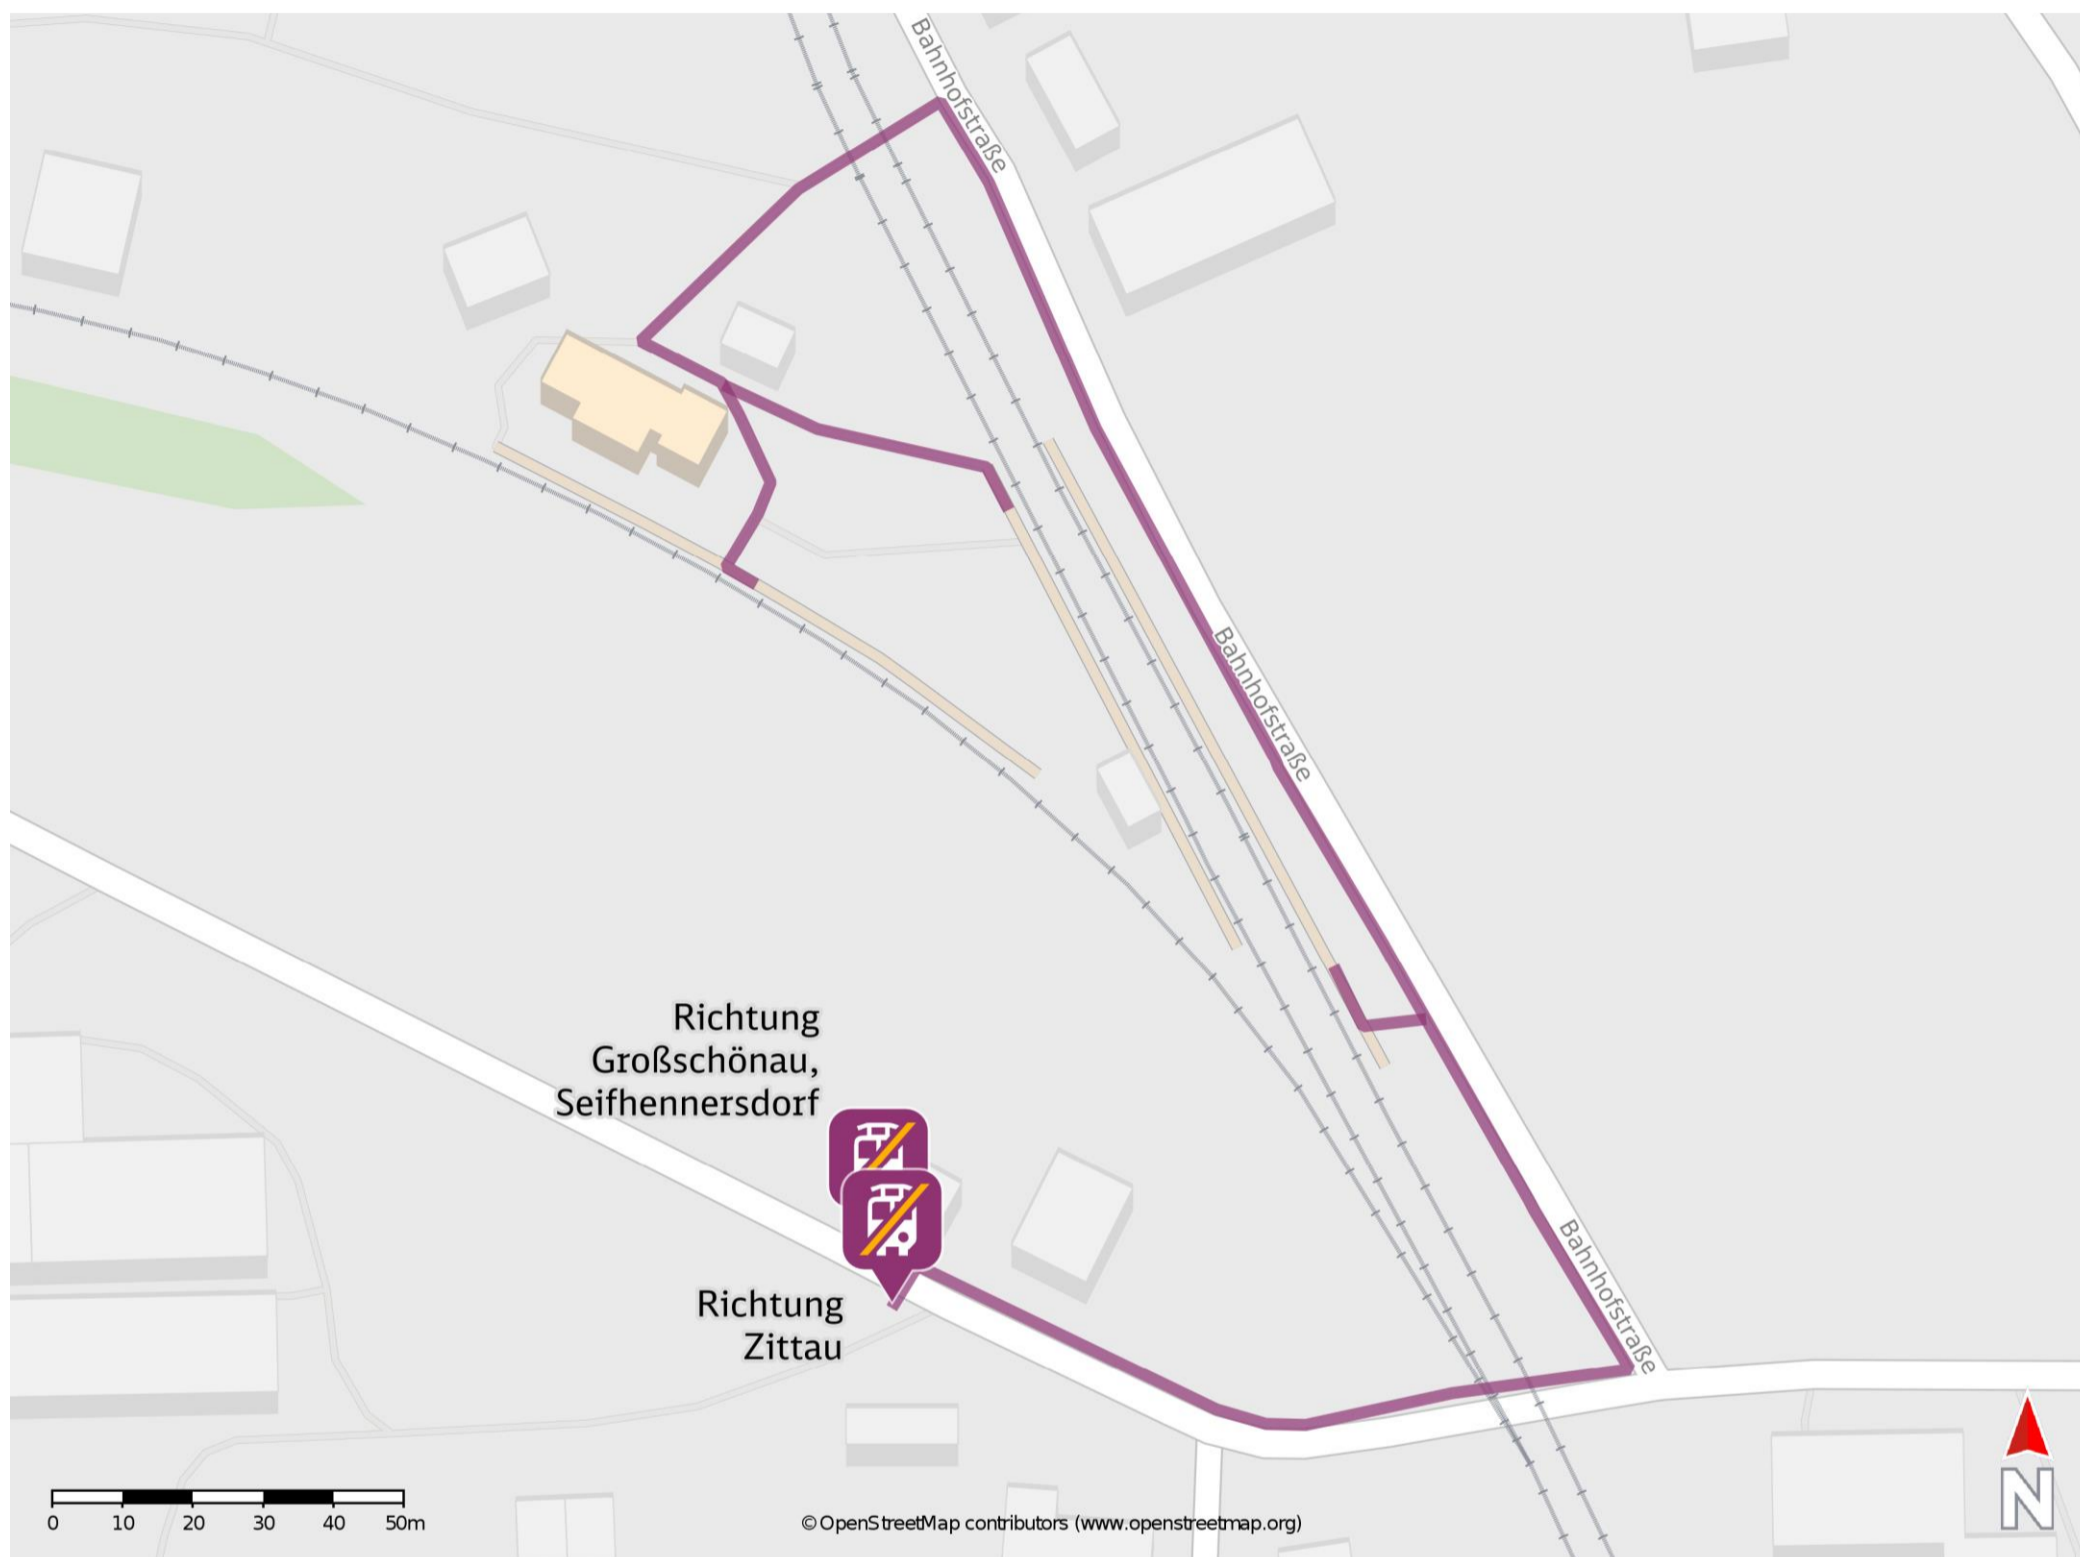 Bahnhofstraße
Bahnhofstraße
Richtung
Großschönau,
Seifhennersdorf
Bahnhofstraße
Richtung
Zittau
N
0 10 20 30 40 50m
© OpenStreetMap contributors (www.openstreetmap.org)